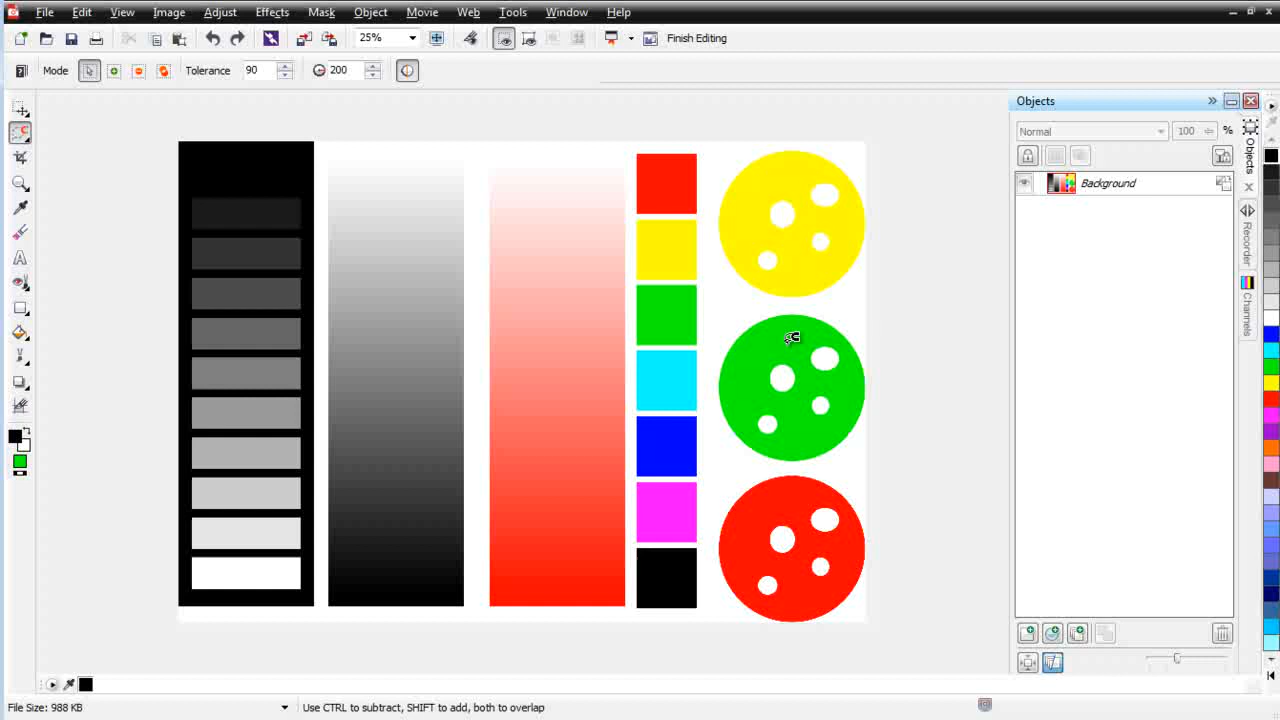 File Edit View Image Adjust Effects Mask Object Movie Web Tools Window Help
25% Finish Editing
Mode Tolerance 90 200
Objects
Normal 100 %
Background
Objects
Recorder
Channels
File Size: 988 KB Use CTRL to subtract, SHIFT to add, both to overlap